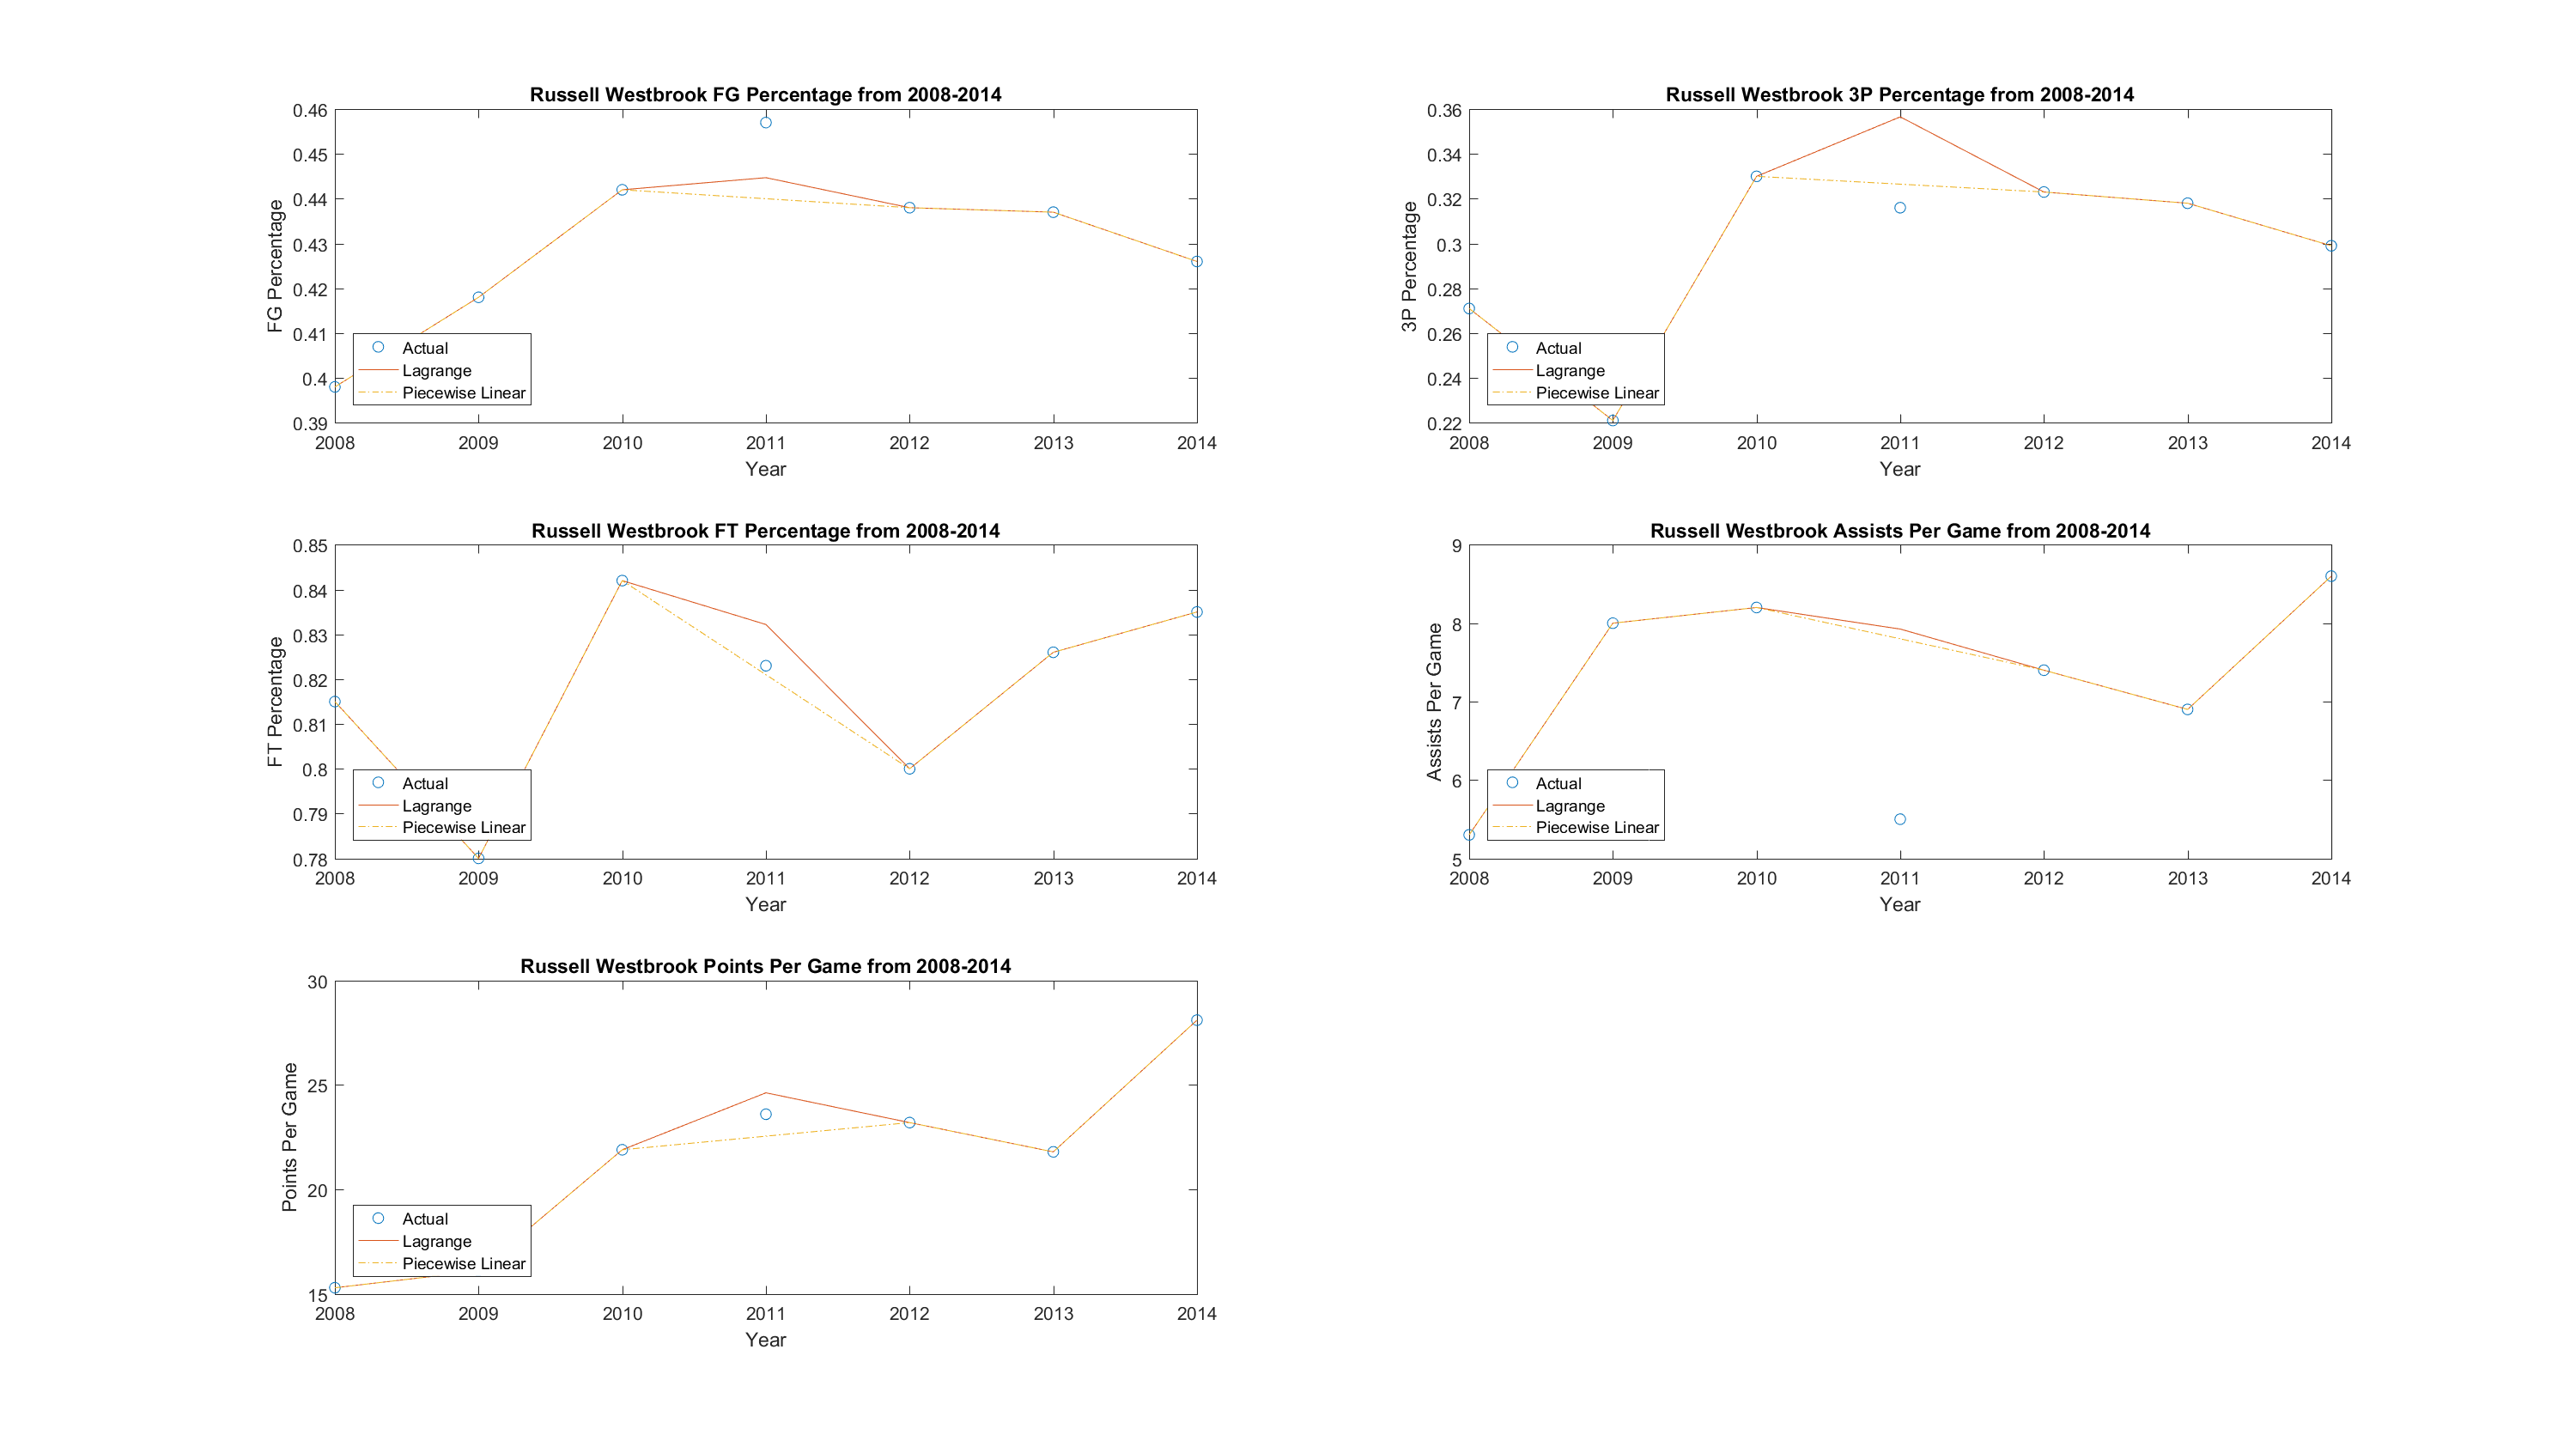 Russell Westbrook FG Percentage from 2008-2014
FG Percentage
0.46
0.45
0.44
0.43
0.42
0.41
0.4
0.39
Actual
Lagrange
Piecewise Linear
2008 2009 2010 2011 2012 2013 2014
Year
Russell Westbrook 3P Percentage from 2008-2014
3P Percentage
0.36
0.34
0.32
0.3
0.28
0.26
0.24
0.22
Actual
Lagrange
Piecewise Linear
2008 2009 2010 2011 2012 2013 2014
Year
Russell Westbrook FT Percentage from 2008-2014
FT Percentage
0.85
0.84
0.83
0.82
0.81
0.8
0.79
0.78
Actual
Lagrange
Piecewise Linear
2008 2009 2010 2011 2012 2013 2014
Year
Russell Westbrook Assists Per Game from 2008-2014
Assists Per Game
9
8
7
6
5
Actual
Lagrange
Piecewise Linear
2008 2009 2010 2011 2012 2013 2014
Year
Russell Westbrook Points Per Game from 2008-2014
Points Per Game
30
25
20
15
Actual
Lagrange
Piecewise Linear
2008 2009 2010 2011 2012 2013 2014
Year